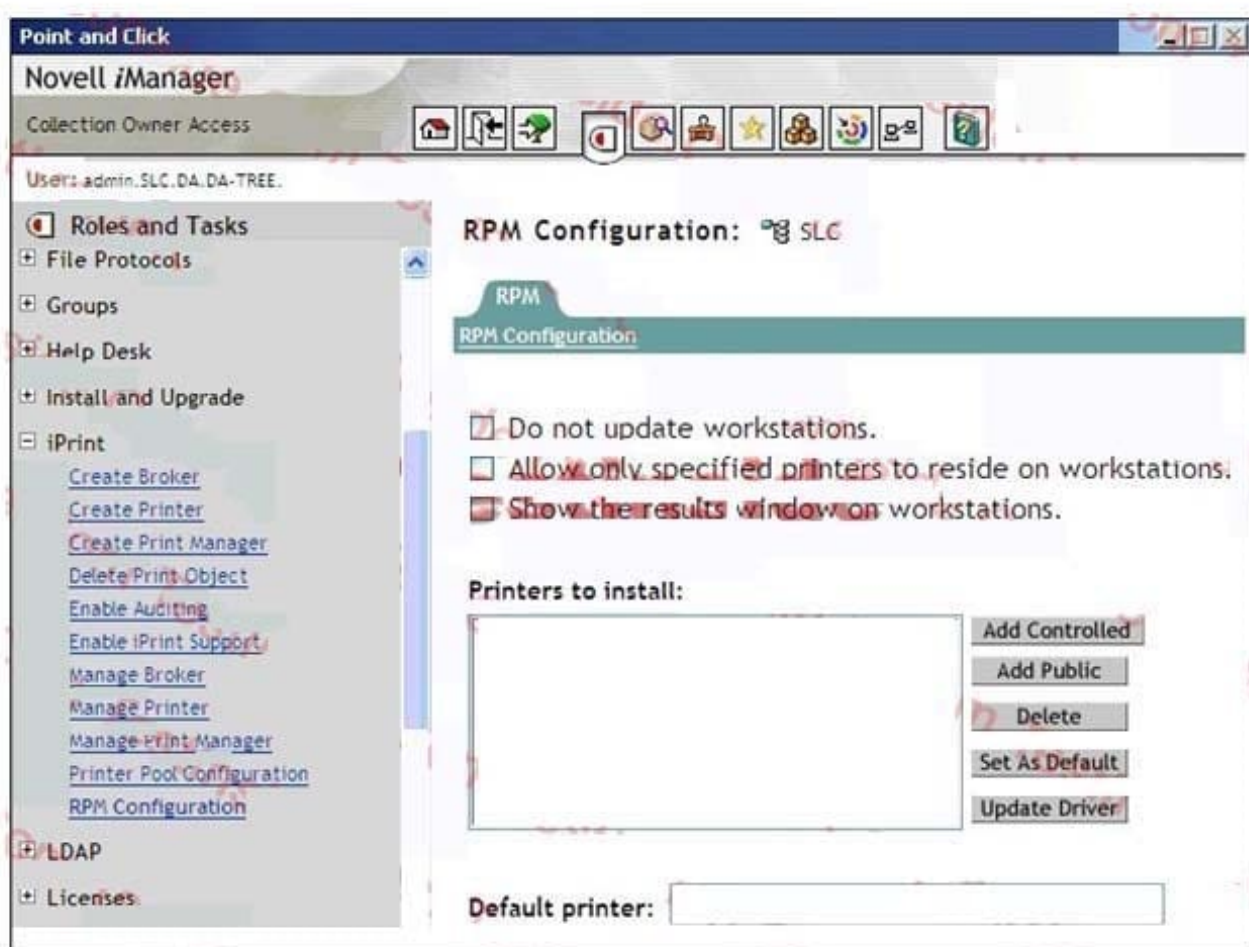 Point and Click
Novell iManager
Collection Owner Access
User: admin.SLC.DA.DA-TREE.
Roles and Tasks
File Protocols
Groups
Help Desk
Install and Upgrade
iPrint
Create Broker
Create Printer
Create Print Manager
Delete Print Object
Enable Auditing
Enable iPrint Support
Manage Broker
Manage Printer
Manage Print Manager
Printer Pool Configuration
RPM Configuration
LDAP
Licenses
RPM Configuration: SLC
RPM
RPM Configuration
Do not update workstations.
Allow only specified printers to reside on workstations.
Show the results window on workstations.
Printers to install:
Add Controlled
Add Public
Delete
Set As Default
Update Driver
Default printer: